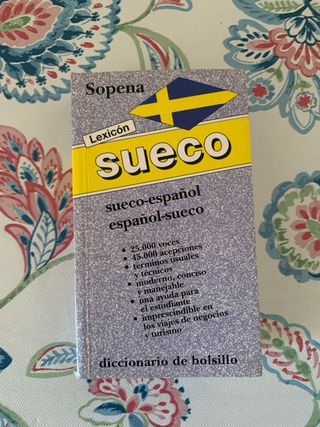 Sopena
Lexicón
sueco
sueco-español
español-sueco
• 25.000 voces
• 45.000 acepciones
• terminos usuales
y técnicos
• moderno, conciso
y manejable
• una ayuda para
el estudiante
• imprescindible en
los viajes de negocios
y turismo
diccionario de bolsillo